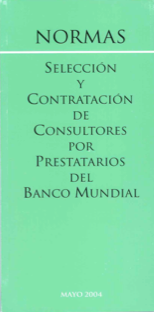 NORMAS
SELECCIÓN
Y
CONTRATACIÓN
DE
CONSULTORES
POR
PRESTATARIOS
DEL
BANCO MUNDIAL
MAYO 2004